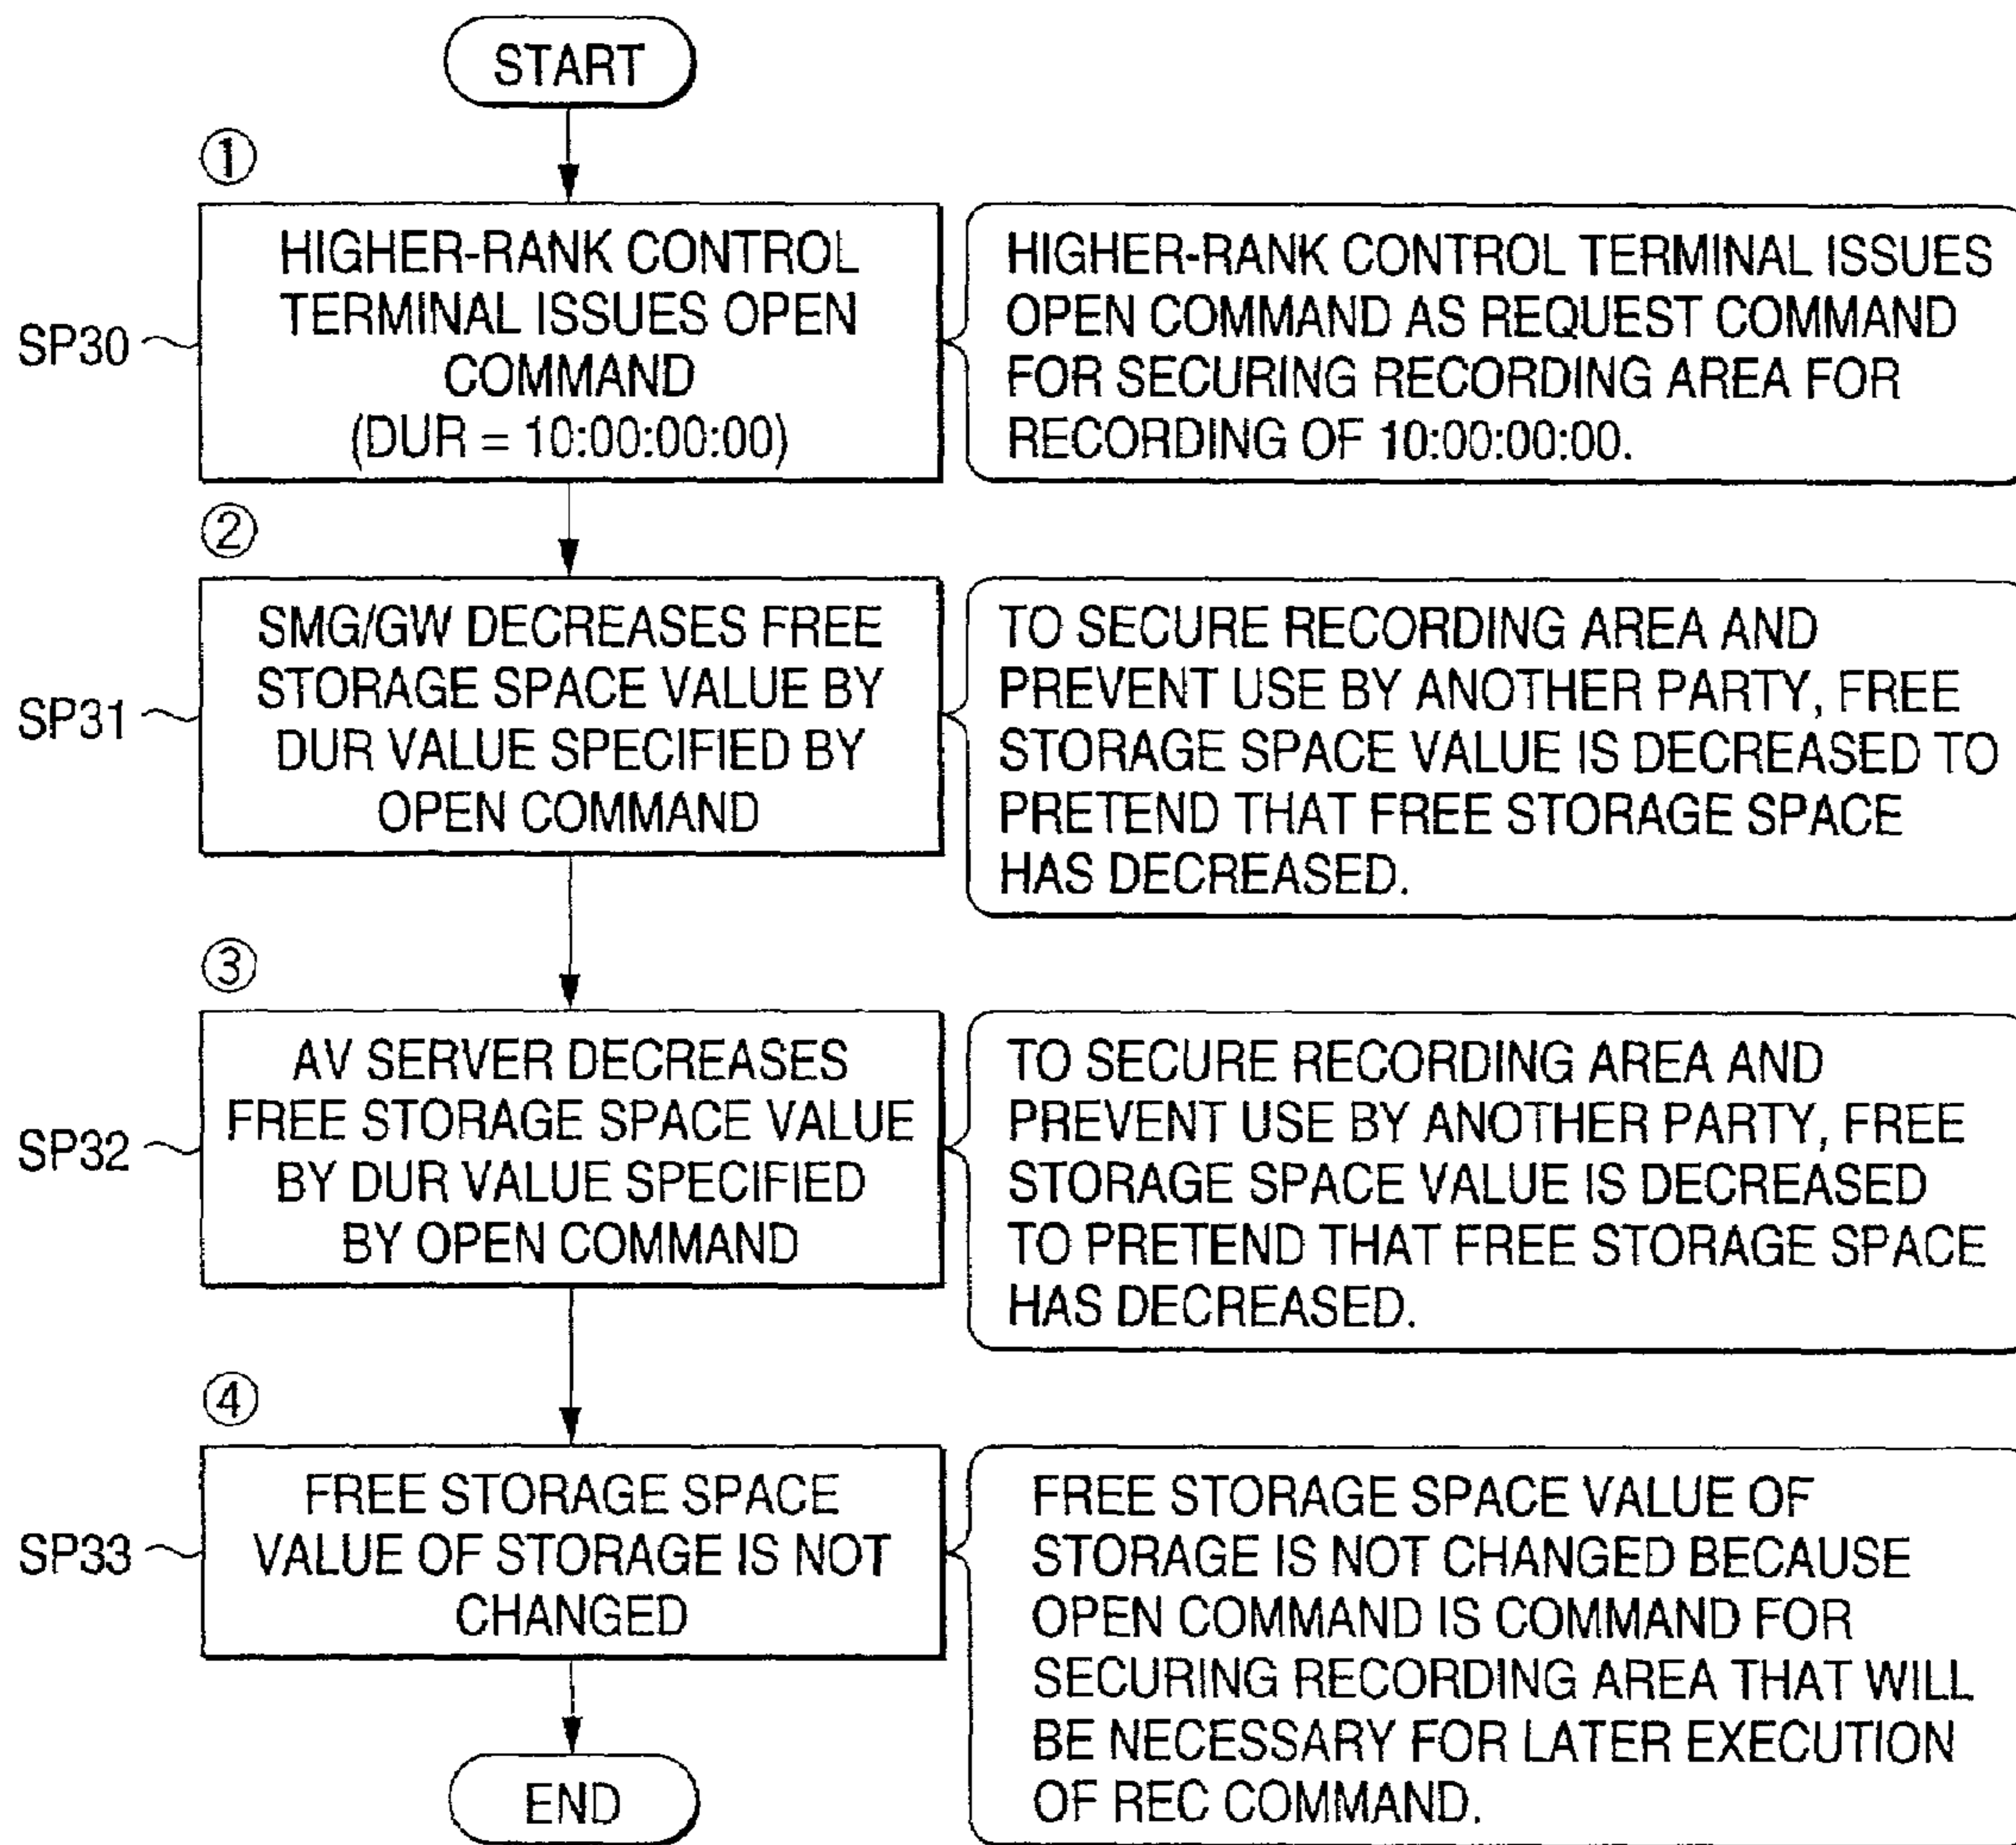 START
①
SP30
HIGHER-RANK CONTROL
TERMINAL ISSUES OPEN
COMMAND
(DUR = 10:00:00:00)
HIGHER-RANK CONTROL TERMINAL ISSUES
OPEN COMMAND AS REQUEST COMMAND
FOR SECURING RECORDING AREA FOR
RECORDING OF 10:00:00:00.
②
SP31
SMG/GW DECREASES FREE
STORAGE SPACE VALUE BY
DUR VALUE SPECIFIED BY
OPEN COMMAND
TO SECURE RECORDING AREA AND
PREVENT USE BY ANOTHER PARTY, FREE
STORAGE SPACE VALUE IS DECREASED TO
PRETEND THAT FREE STORAGE SPACE
HAS DECREASED.
③
SP32
AV SERVER DECREASES
FREE STORAGE SPACE VALUE
BY DUR VALUE SPECIFIED
BY OPEN COMMAND
TO SECURE RECORDING AREA AND
PREVENT USE BY ANOTHER PARTY, FREE
STORAGE SPACE VALUE IS DECREASED
TO PRETEND THAT FREE STORAGE SPACE
HAS DECREASED.
④
SP33
FREE STORAGE SPACE
VALUE OF STORAGE IS NOT
CHANGED
FREE STORAGE SPACE VALUE OF
STORAGE IS NOT CHANGED BECAUSE
OPEN COMMAND IS COMMAND FOR
SECURING RECORDING AREA THAT WILL
BE NECESSARY FOR LATER EXECUTION
OF REC COMMAND.
END